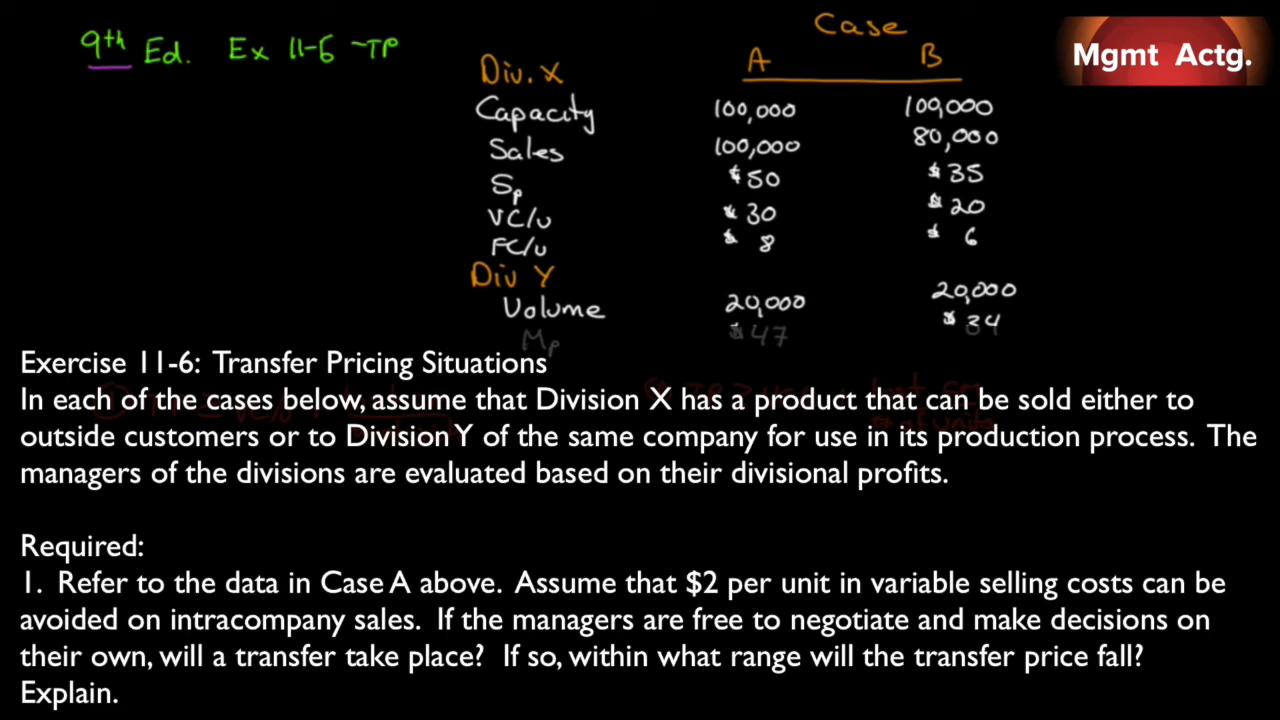 9th Ed. Ex 11-6 ~TP
Case
Mgmt Actg.
Div. X A B
Capacity 100,000 100,000
Sales 100,000 80,000
Sp $50 $35
VC/u $30 $20
FC/u $8 $6
Div Y
Volume 20,000 20,000
Mp $47 $34
Exercise 11-6: Transfer Pricing Situations
In each of the cases below, assume that Division X has a product that can be sold either to
outside customers or to Division Y of the same company for use in its production process. The
managers of the divisions are evaluated based on their divisional profits.
Required:
1. Refer to the data in Case A above. Assume that $2 per unit in variable selling costs can be
avoided on intracompany sales. If the managers are free to negotiate and make decisions on
their own, will a transfer take place? If so, within what range will the transfer price fall?
Explain.